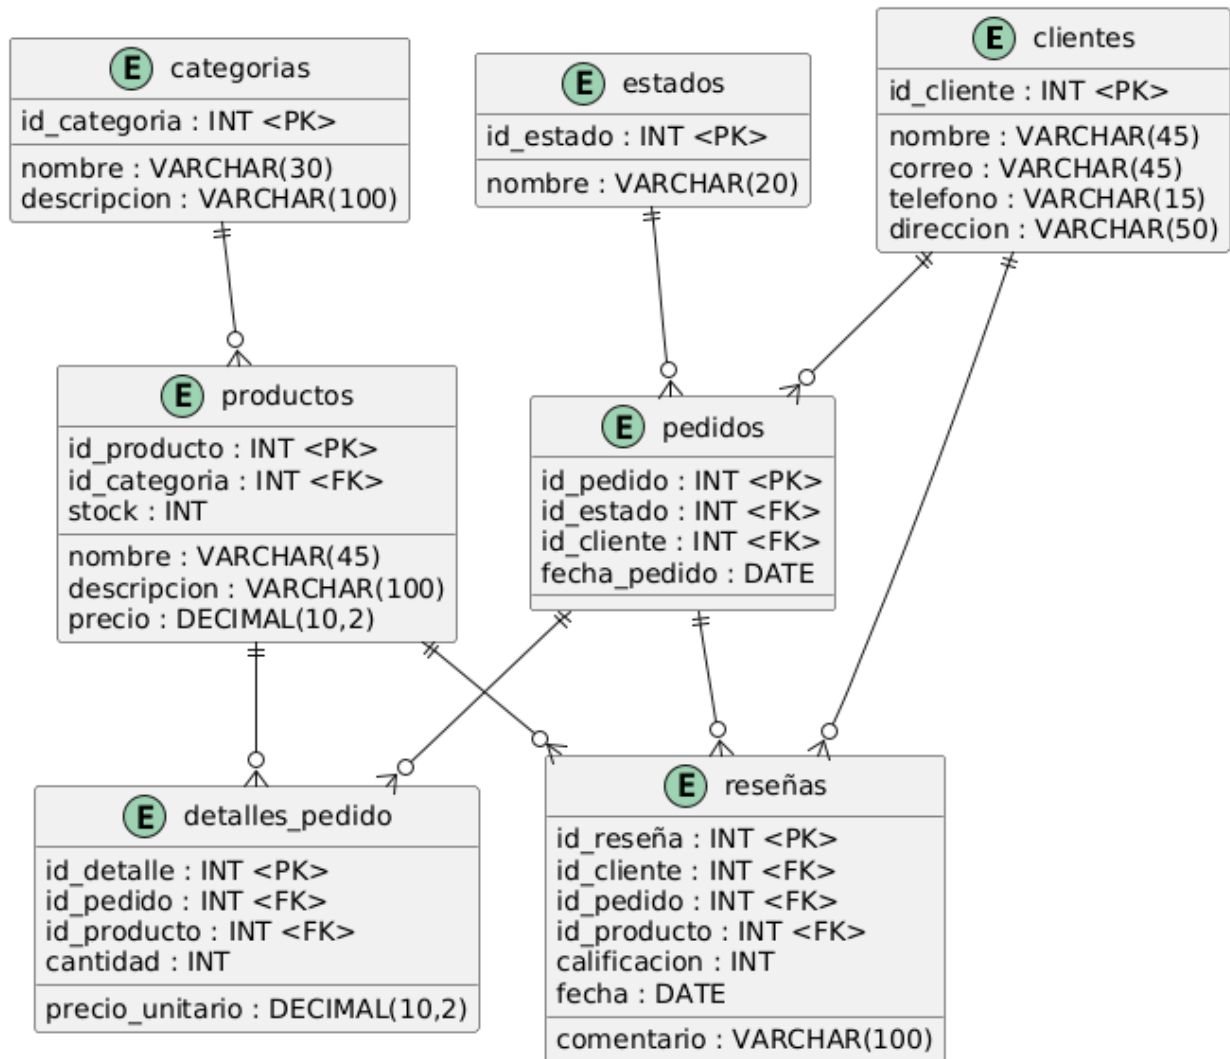 E categorias
id_categoria : INT <PK>
nombre : VARCHAR(30)
descripcion : VARCHAR(100)
E estados
id_estado : INT <PK>
nombre : VARCHAR(20)
E clientes
id_cliente : INT <PK>
nombre : VARCHAR(45)
correo : VARCHAR(45)
telefono : VARCHAR(15)
direccion : VARCHAR(50)
E productos
id_producto : INT <PK>
id_categoria : INT <FK>
stock : INT
nombre : VARCHAR(45)
descripcion : VARCHAR(100)
precio : DECIMAL(10,2)
E pedidos
id_pedido : INT <PK>
id_estado : INT <FK>
id_cliente : INT <FK>
fecha_pedido : DATE
E detalles_pedido
id_detalle : INT <PK>
id_pedido : INT <FK>
id_producto : INT <FK>
cantidad : INT
precio_unitario : DECIMAL(10,2)
E reseñas
id_reseña : INT <PK>
id_cliente : INT <FK>
id_pedido : INT <FK>
id_producto : INT <FK>
calificacion : INT
fecha : DATE
comentario : VARCHAR(100)